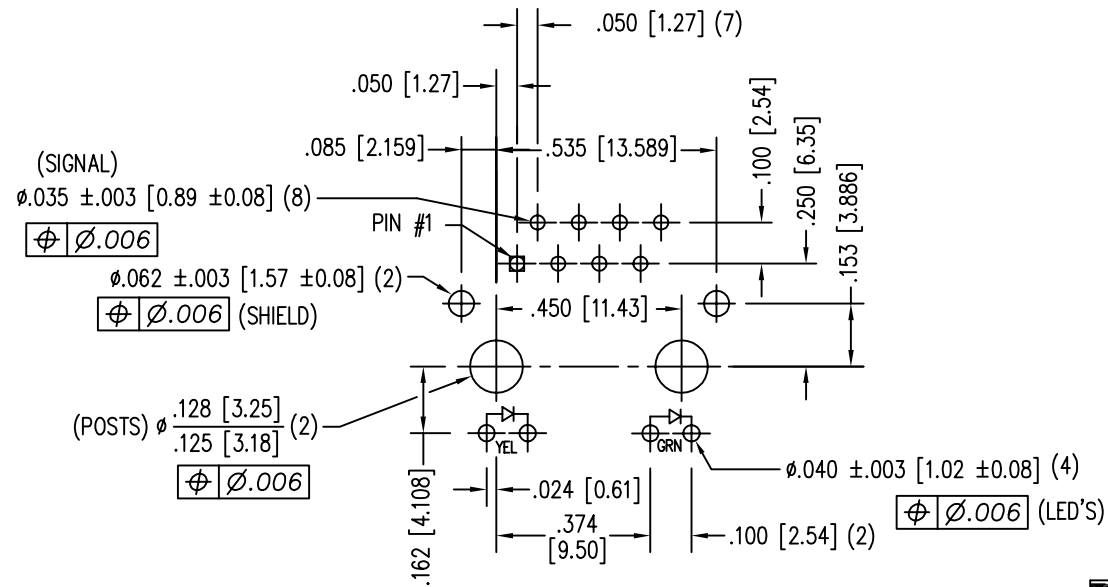 .050 [1.27] (7)
.050 [1.27]
.085 [2.159]
.535 [13.589]
.100 [2.54]
.250 [6.35]
.153 [3.886]
(SIGNAL)
ø.035 ±.003 [0.89 ±0.08] (8)
⌖ Ø.006
PIN #1
ø.062 ±.003 [1.57 ±0.08] (2)
⌖ Ø.006 (SHIELD)
.450 [11.43]
(POSTS) ø .128 [3.25] (2)
.125 [3.18]
⌖ Ø.006
YEL
GRN
ø.040 ±.003 [1.02 ±0.08] (4)
⌖ Ø.006 (LED'S)
.024 [0.61]
.374
[9.50]
.100 [2.54] (2)
.162 [4.108]